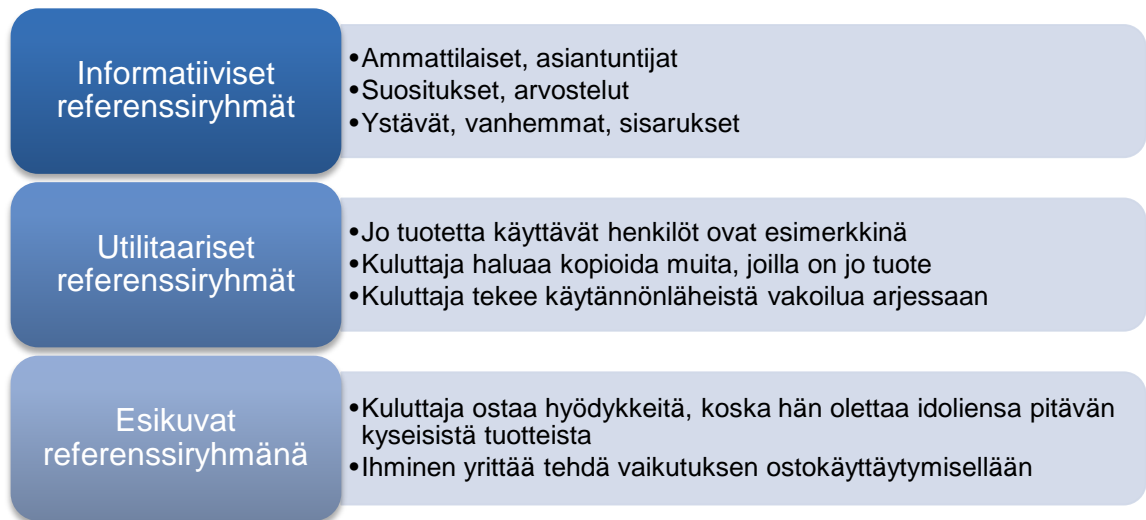 Informatiiviset
referenssiryhmät
•Ammattilaiset, asiantuntijat
•Suositukset, arvostelut
•Ystävät, vanhemmat, sisarukset
Utilitaariset
referenssiryhmät
•Jo tuotetta käyttävät henkilöt ovat esimerkkinä
•Kuluttaja haluaa kopioida muita, joilla on jo tuote
•Kuluttaja tekee käytännönläheistä vakoilua arjessaan
Esikuvat
referenssiryhmänä
•Kuluttaja ostaa hyödykkeitä, koska hän olettaa idoliensa pitävän
kyseisistä tuotteista
•Ihminen yrittää tehdä vaikutuksen ostokäyttäytymisellään